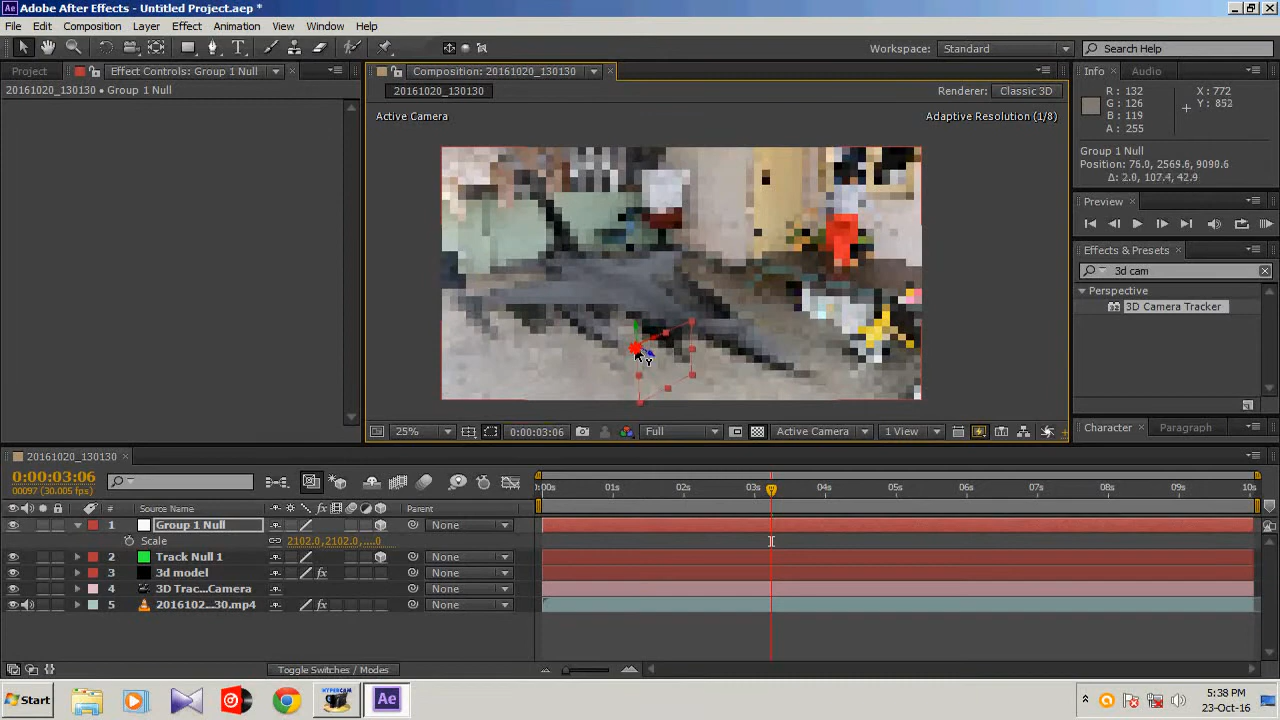 Adobe After Effects - Untitled Project.aep *
File Edit Composition Layer Effect Animation View Window Help
Workspace: Standard Search Help
Project Effect Controls: Group 1 Null Composition: 20161020_130130 Info Audio
20161020_130130 • Group 1 Null
20161020_130130 Renderer: Classic 3D
R : 132 X : 772
G : 126 Y : 852
B : 119
A : 255
Active Camera Adaptive Resolution (1/8)
Group 1 Null
Position: 76.0, 2569.6, 9090.6
Δ: 2.0, 107.4, 42.9
Preview
Effects & Presets
3d cam
Perspective
3D Camera Tracker
Character Paragraph
25% 0:00:03:06 Full Active Camera 1 View
20161020_130130
0:00:03:06
00097 (30.005 fps)
:00s 01s 02s 03s 04s 05s 06s 07s 08s 09s 10s
# Source Name Parent
1 Group 1 Null None
Scale 2102.0,2102.0,....0
2 Track Null 1 None
3 3d model None
4 3D Trac...Camera None
5 2016102...30.mp4 None
Toggle Switches / Modes
Start HYPERCAM Ae 5:38 PM
23-Oct-16